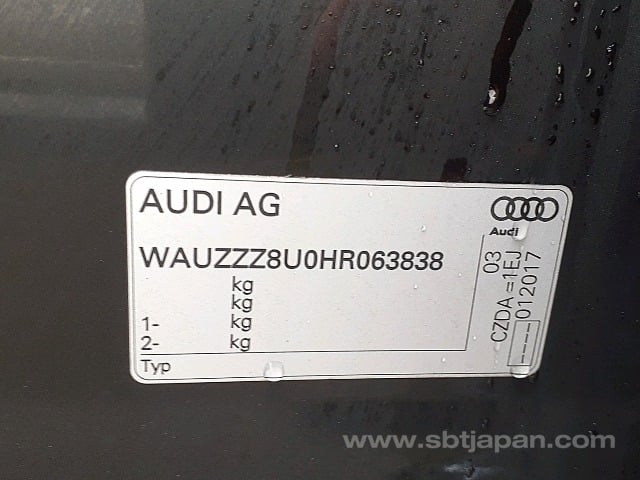 AUDI AG
Audi
WAUZZZ8U0HR063838
kg
kg
1- kg
2- kg
Typ
03
CZDA =1EJ
----012017
www.sbtjapan.com